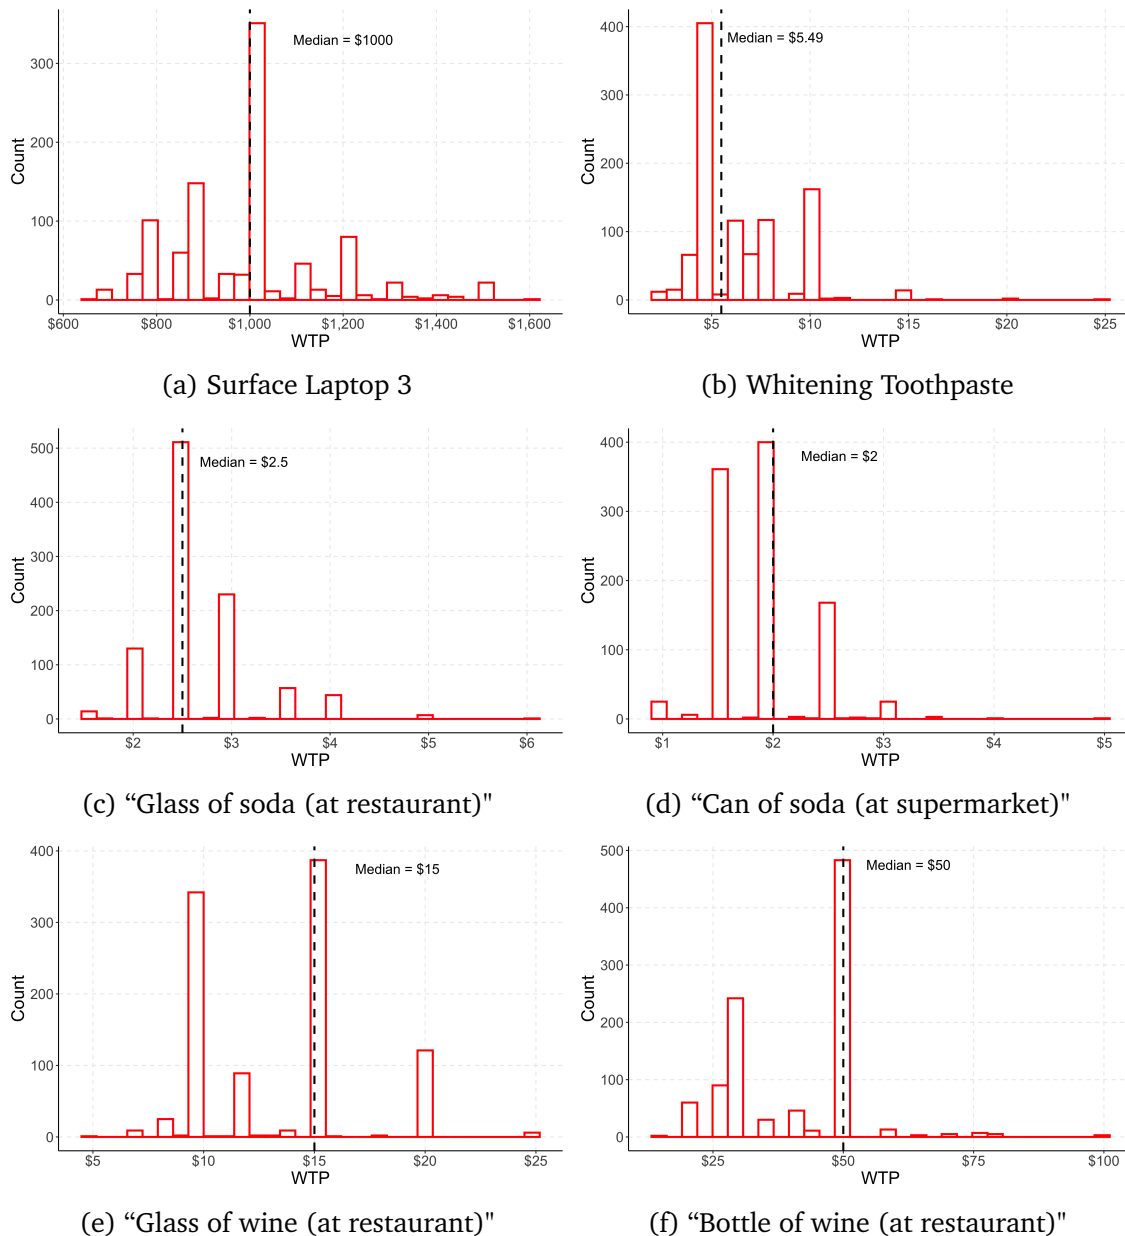 Median = $1000
300
200
100
0
Count
$600 $800 $1,000 $1,200 $1,400 $1,600
WTP
(a) Surface Laptop 3
Median = $5.49
400
300
200
100
0
Count
$5 $10 $15 $20 $25
WTP
(b) Whitening Toothpaste
Median = $2.5
500
400
300
200
100
0
Count
$2 $3 $4 $5 $6
WTP
(c) “Glass of soda (at restaurant)"
Median = $2
400
300
200
100
0
Count
$1 $2 $3 $4 $5
WTP
(d) “Can of soda (at supermarket)"
Median = $15
400
300
200
100
0
Count
$5 $10 $15 $20 $25
WTP
(e) “Glass of wine (at restaurant)"
Median = $50
500
400
300
200
100
0
Count
$25 $50 $75 $100
WTP
(f) “Bottle of wine (at restaurant)"